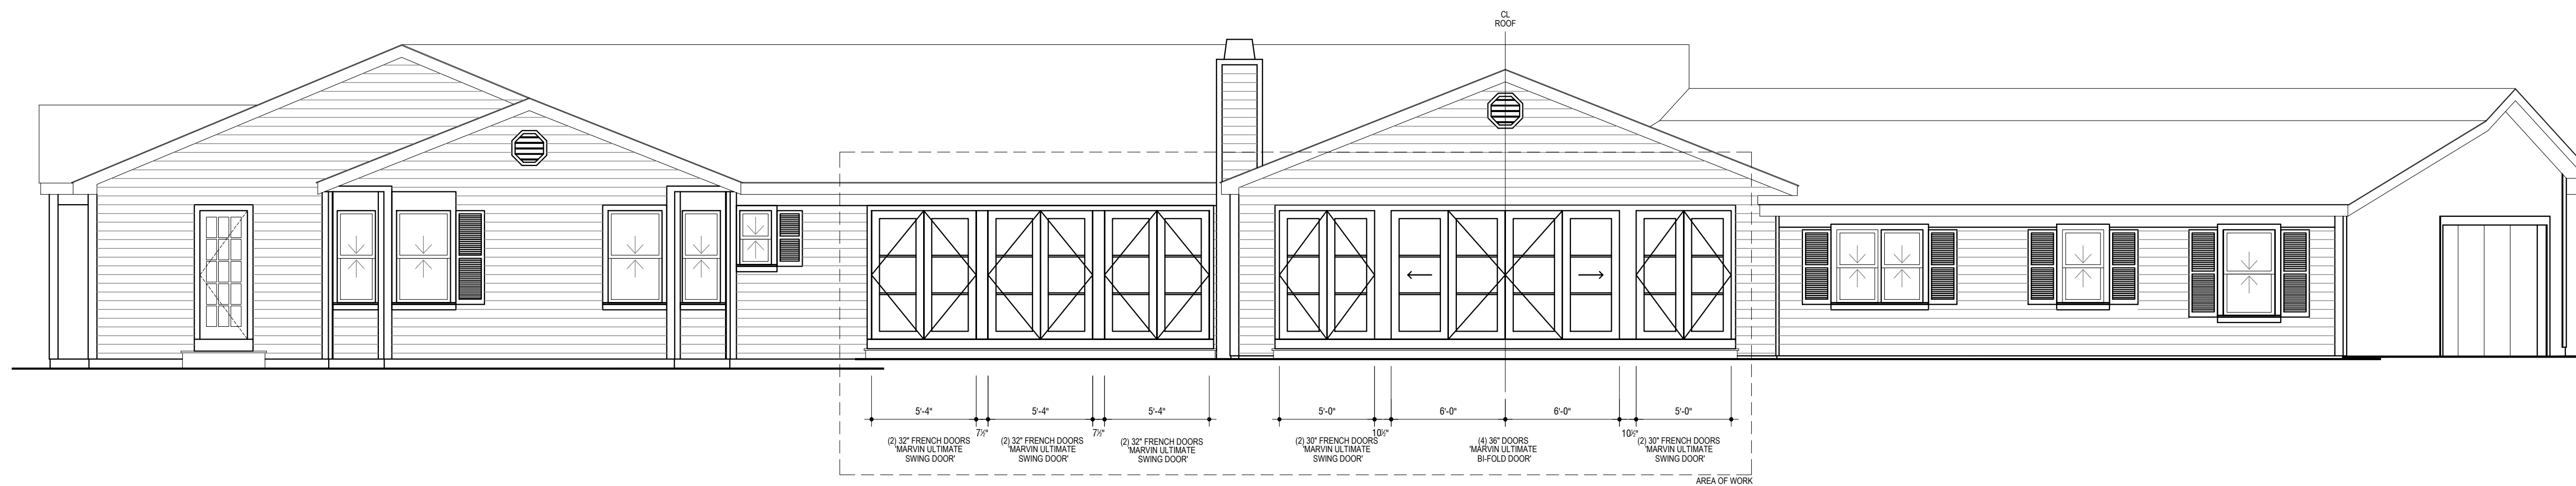 CL
ROOF
5'-4"
5'-4"
5'-4"
5'-0"
6'-0"
6'-0"
5'-0"
7½"
7½"
10½"
10½"
(2) 32" FRENCH DOORS
'MARVIN ULTIMATE
SWING DOOR'
(2) 32" FRENCH DOORS
'MARVIN ULTIMATE
SWING DOOR'
(2) 32" FRENCH DOORS
'MARVIN ULTIMATE
SWING DOOR'
(2) 30" FRENCH DOORS
'MARVIN ULTIMATE
SWING DOOR'
(4) 36" DOORS
'MARVIN ULTIMATE
BI-FOLD DOOR'
(2) 30" FRENCH DOORS
'MARVIN ULTIMATE
SWING DOOR'
AREA OF WORK